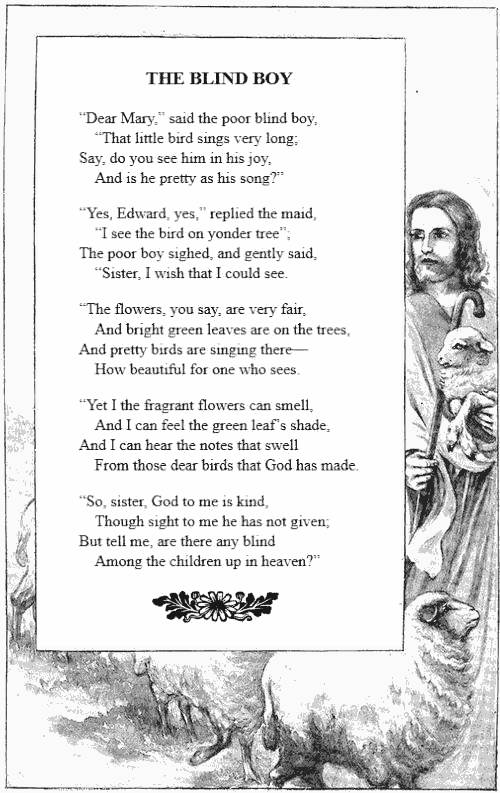 THE BLIND BOY
“Dear Mary,” said the poor blind boy,
“That little bird sings very long;
Say, do you see him in his joy,
And is he pretty as his song?”
“Yes, Edward, yes,” replied the maid,
“I see the bird on yonder tree”;
The poor boy sighed, and gently said,
“Sister, I wish that I could see.
“The flowers, you say, are very fair,
And bright green leaves are on the trees,
And pretty birds are singing there—
How beautiful for one who sees.
“Yet I the fragrant flowers can smell,
And I can feel the green leaf’s shade,
And I can hear the notes that swell
From those dear birds that God has made.
“So, sister, God to me is kind,
Though sight to me he has not given;
But tell me, are there any blind
Among the children up in heaven?”